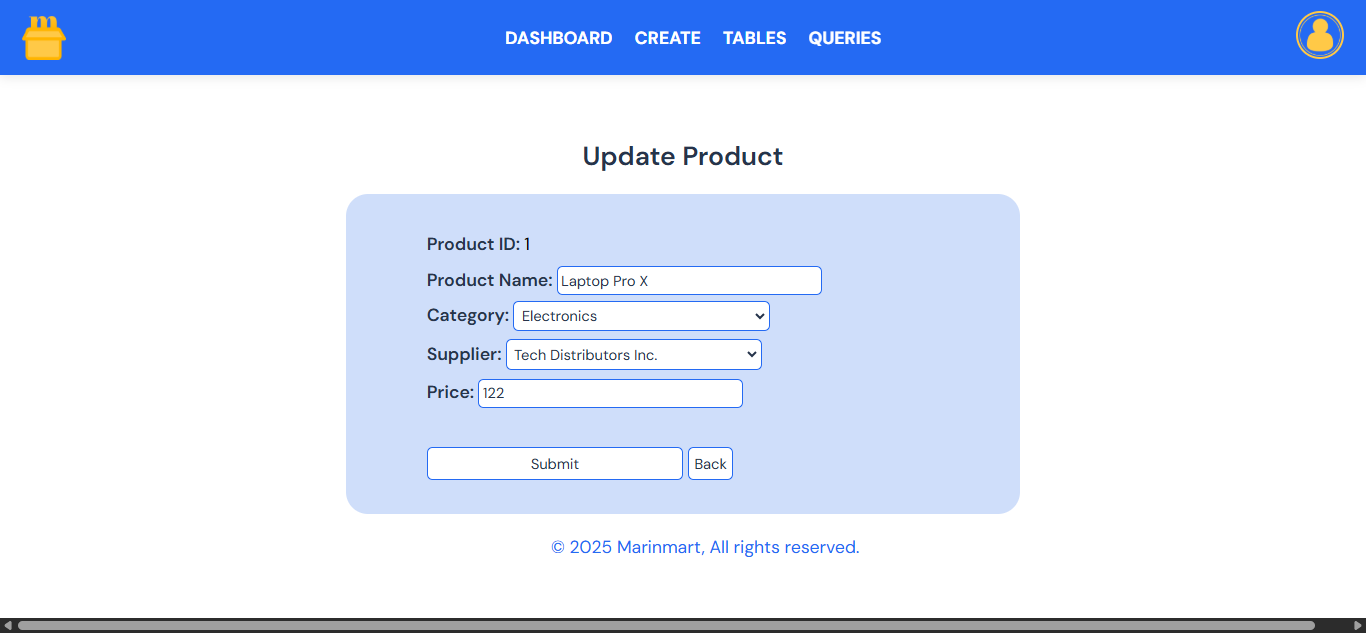 DASHBOARD CREATE TABLES QUERIES
Update Product
Product ID: 1
Product Name: Laptop Pro X
Category: Electronics
Supplier: Tech Distributors Inc.
Price: 122
Submit Back
© 2025 Marinmart, All rights reserved.